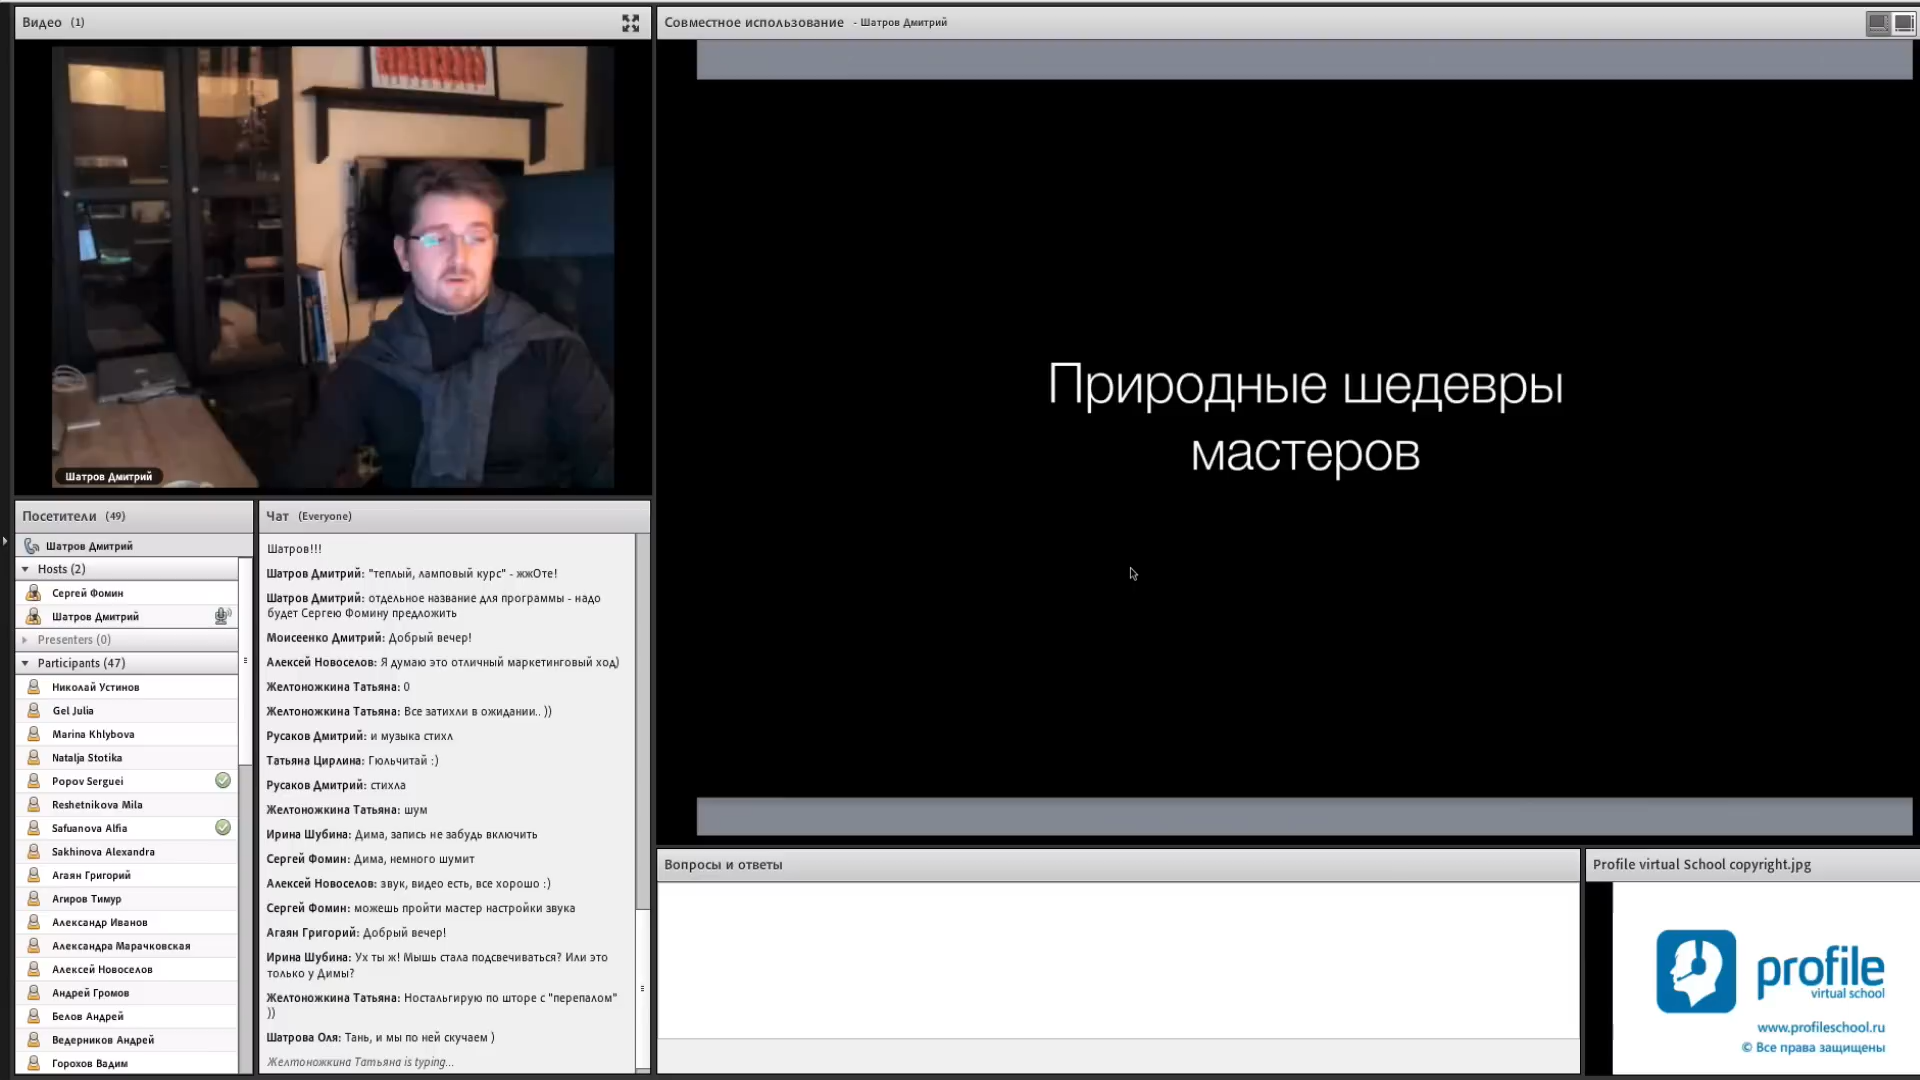 Видео (1)
Шатров Дмитрий
Посетители (49)
Шатров Дмитрий
Hosts (2)
Сергей Фомин
Шатров Дмитрий
Presenters (0)
Participants (47)
Николай Устинов
Gel Julia
Marina Khlybova
Natalja Stotika
Popov Serguei
Reshetnikova Mila
Safuanova Alfia
Sakhinova Alexandra
Агаян Григорий
Агиров Тимур
Александр Иванов
Александра Марачковская
Алексей Новоселов
Андрей Громов
Белов Андрей
Ведерников Андрей
Горохов Вадим
Чат (Everyone)
Шатров!!!
Шатров Дмитрий: "теплый, ламповый курс" - жжОте!
Шатров Дмитрий: отдельное название для программы - надо
будет Сергею Фомину предложить
Моисеенко Дмитрий: Добрый вечер!
Алексей Новоселов: Я думаю это отличный маркетинговый ход)
Желтоножкина Татьяна: 0
Желтоножкина Татьяна: Все затихли в ожидании.. ))
Русаков Дмитрий: и музыка стихл
Татьяна Цирлина: Гюльчитай :)
Русаков Дмитрий: стихла
Желтоножкина Татьяна: шум
Ирина Шубина: Дима, запись не забудь включить
Сергей Фомин: Дима, немного шумит
Алексей Новоселов: звук, видео есть, все хорошо :)
Сергей Фомин: можешь пройти мастер настройки звука
Агаян Григорий: Добрый вечер!
Ирина Шубина: Ух ты ж! Мышь стала подсвечиваться? Или это
только у Димы?
Желтоножкина Татьяна: Ностальгирую по шторе с "перепалом"
))
Шатрова Оля: Тань, и мы по ней скучаем )
Желтоножкина Татьяна is typing...
Совместное использование - Шатров Дмитрий
Природные шедевры
мастеров
Вопросы и ответы
Profile virtual School copyright.jpg
profile
virtual school
www.profileschool.ru
© Все права защищены